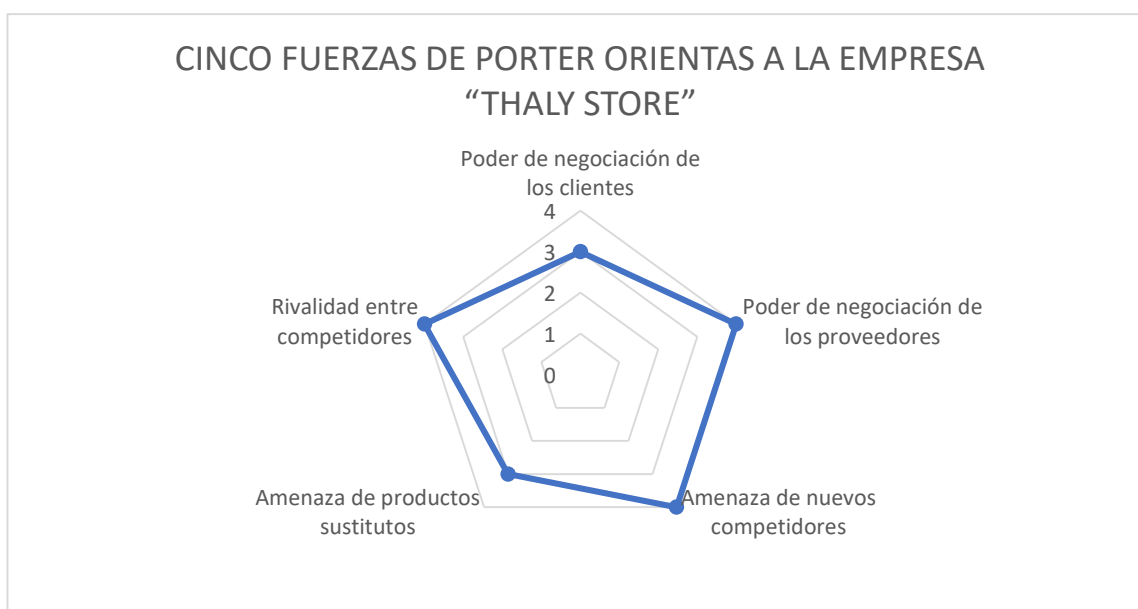 CINCO FUERZAS DE PORTER ORIENTAS A LA EMPRESA
“THALY STORE”
Poder de negociación de
los clientes
4
3
2
1
0
Poder de negociación de
los proveedores
Amenaza de nuevos
competidores
Amenaza de productos
sustitutos
Rivalidad entre
competidores